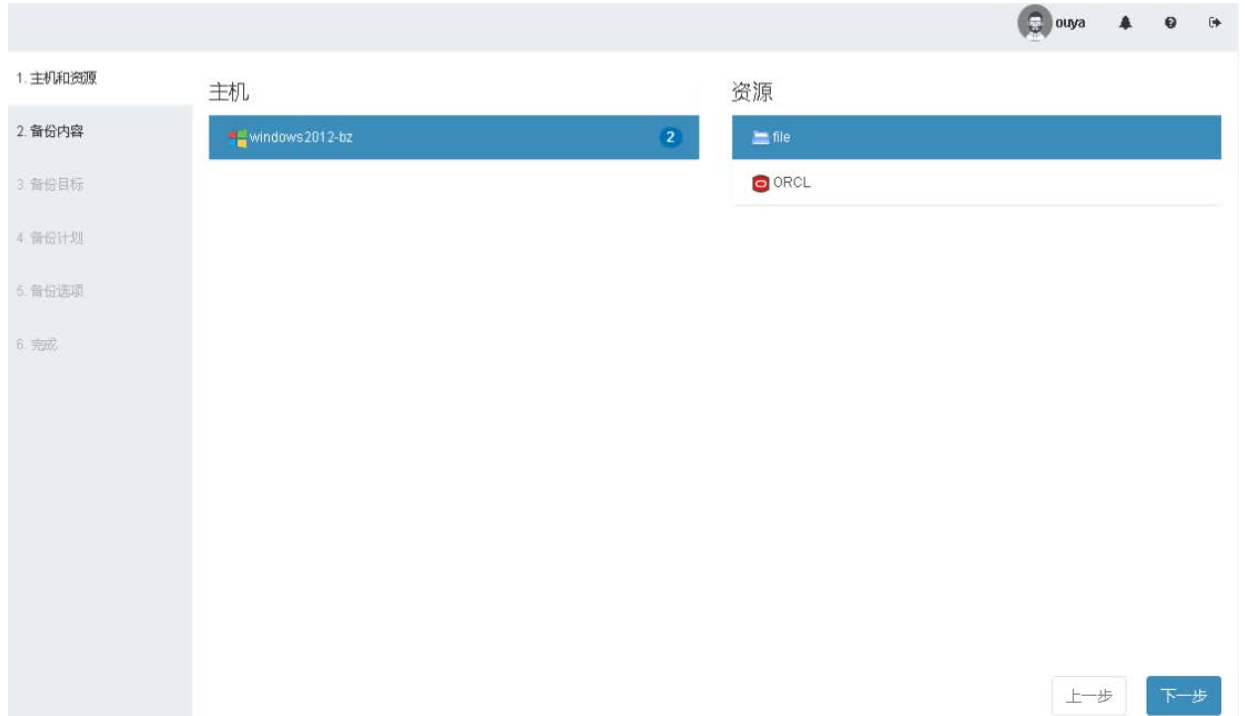 ouya
1. 主机和资源
2. 备份内容
3. 备份目标
4. 备份计划
5. 备份选项
6. 完成
主机
windows2012-bz 2
资源
file
ORCL
上一步
下一步